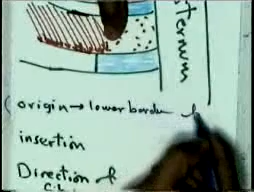 sternum
origin → lower border of
insertion
Direction of